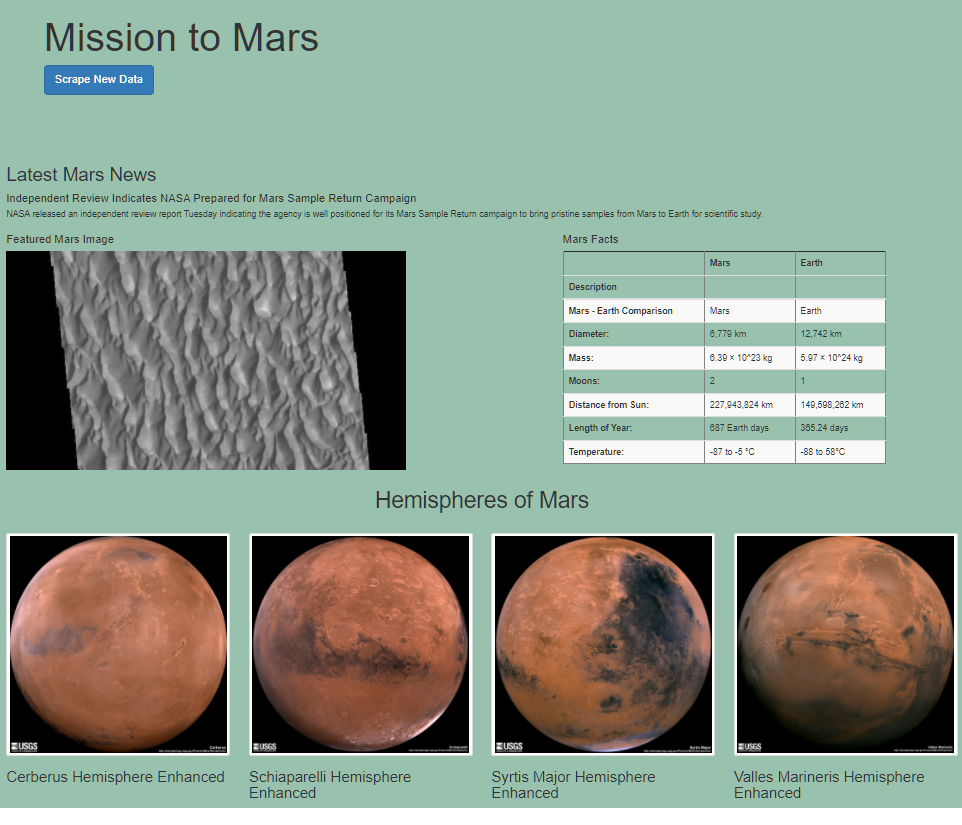 Mission to Mars
Scrape New Data
Latest Mars News
Independent Review Indicates NASA Prepared for Mars Sample Return Campaign
NASA released an independent review report Tuesday indicating the agency is well positioned for its Mars Sample Return campaign to bring pristine samples from Mars to Earth for scientific study.
Featured Mars Image
Mars Facts
Mars Earth
Description
Mars - Earth Comparison Mars Earth
Diameter: 6,779 km 12,742 km
Mass: 6.39 × 10^23 kg 5.97 × 10^24 kg
Moons: 2 1
Distance from Sun: 227,943,824 km 149,598,262 km
Length of Year: 687 Earth days 365.24 days
Temperature: -87 to -5 °C -88 to 58°C
Hemispheres of Mars
USGS Cerberus
USGS Schiaparelli
USGS Syrtis Major
USGS Valles Marineris
Cerberus Hemisphere Enhanced
Schiaparelli Hemisphere
Enhanced
Syrtis Major Hemisphere
Enhanced
Valles Marineris Hemisphere
Enhanced